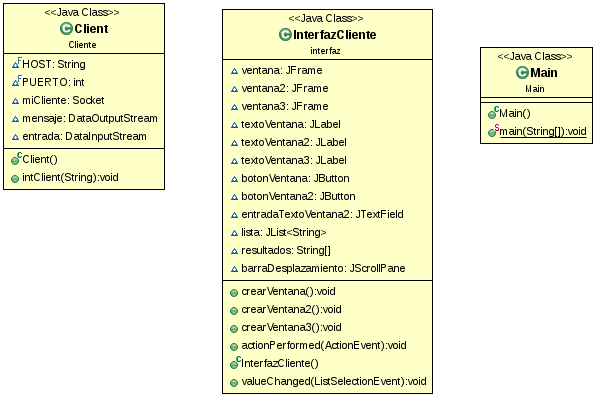 <<Java Class>>
Client
Cliente
HOST: String
PUERTO: int
miCliente: Socket
mensaje: DataOutputStream
entrada: DataInputStream
Client()
intClient(String):void
<<Java Class>>
InterfazCliente
interfaz
ventana: JFrame
ventana2: JFrame
ventana3: JFrame
textoVentana: JLabel
textoVentana2: JLabel
textoVentana3: JLabel
botonVentana: JButton
botonVentana2: JButton
entradaTextoVentana2: JTextField
lista: JList<String>
resultados: String[]
barraDesplazamiento: JScrollPane
crearVentana():void
crearVentana2():void
crearVentana3():void
actionPerformed(ActionEvent):void
InterfazCliente()
valueChanged(ListSelectionEvent):void
<<Java Class>>
Main
Main
Main()
main(String[]):void